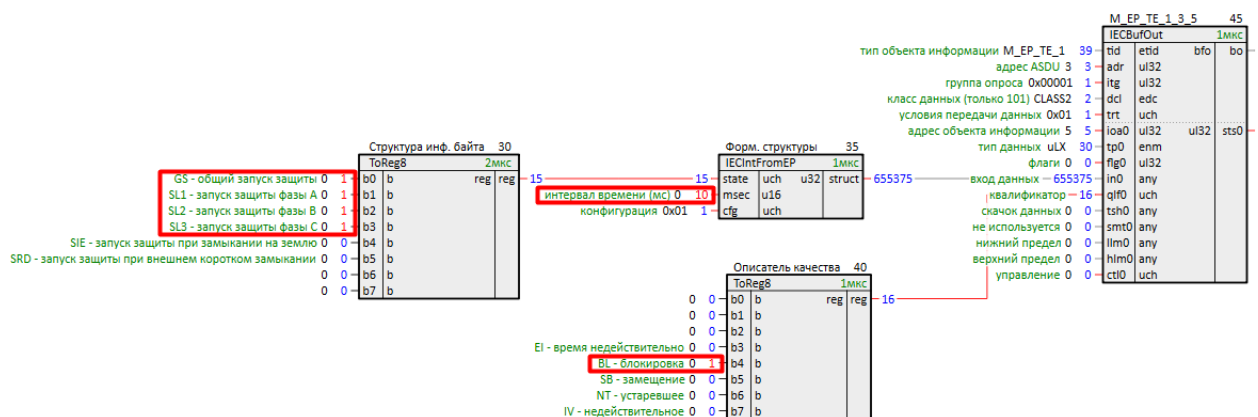 M_EP_TE_1_3_5 45
IECBufOut 1мкс
тип объекта информации M_EP_TE_1 39 tid etid bfo bo
адрес ASDU 3 3 adr ul32
группа опроса 0x00001 1 itg ul32
класс данных (только 101) CLASS2 2 dcl edc
условия передачи данных 0x01 1 trt uch
адрес объекта информации 5 5 ioa0 ul32 ul32 sts0
тип данных uLX 30 tp0 enm
флаги 0 0 flg0 ul32
вход данных 655375 in0 any
квалификатор 16 qlf0 uch
скачок данных 0 0 tsh0 any
не используется 0 0 smt0 any
нижний предел 0 0 llm0 any
верхний предел 0 0 hlm0 any
управление 0 0 ctl0 uch
Структура инф. байта 30
ToReg8 2мкс
GS - общий запуск защиты 0 1 b0 b reg reg 15
SL1 - запуск защиты фазы A 0 1 b1 b
SL2 - запуск защиты фазы B 0 1 b2 b
SL3 - запуск защиты фазы C 0 1 b3 b
SIE - запуск защиты при замыкании на землю 0 0 b4 b
SRD - запуск защиты при внешнем коротком замыкании 0 0 b5 b
0 0 b6 b
0 0 b7 b
Форм. структуры 35
IECIntFromEP 1мкс
15 state uch u32 struct 655375
интервал времени (мс) 0 10 msec u16
конфигурация 0x01 1 cfg uch
Описатель качества 40
ToReg8 1мкс
0 0 b0 b reg reg 16
0 0 b1 b
0 0 b2 b
EI - время недействительно 0 0 b3 b
BL - блокировка 0 1 b4 b
SB - замещение 0 0 b5 b
NT - устаревшее 0 0 b6 b
IV - недействительное 0 0 b7 b